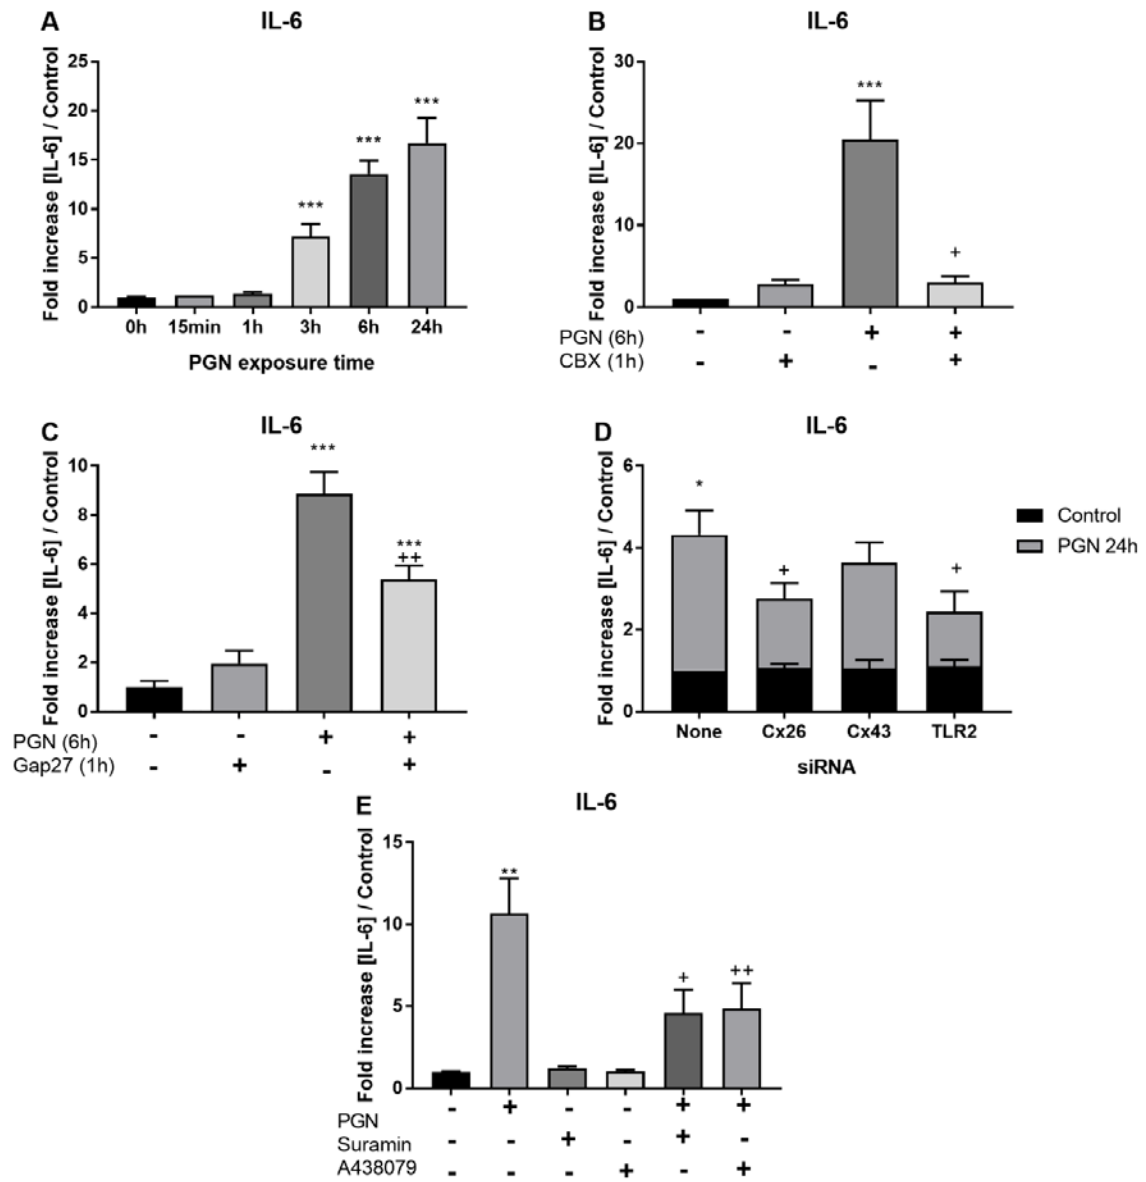 A
IL-6
Fold increase [IL-6] / Control
25
20
15
10
5
0
***
***
***
0h 15min 1h 3h 6h 24h
PGN exposure time
B
IL-6
Fold increase [IL-6] / Control
30
20
10
0
***
+
PGN (6h) - - + +
CBX (1h) - + - +
C
IL-6
Fold increase [IL-6] / Control
10
8
6
4
2
0
***
***
++
PGN (6h) - - + +
Gap27 (1h) - + - +
D
IL-6
Fold increase [IL-6] / Control
6
4
2
0
*
+
+
None Cx26 Cx43 TLR2
siRNA
Control
PGN 24h
E
IL-6
Fold increase [IL-6] / Control
15
10
5
0
**
+
++
PGN - + - - + +
Suramin - - + - + -
A438079 - - - + - +